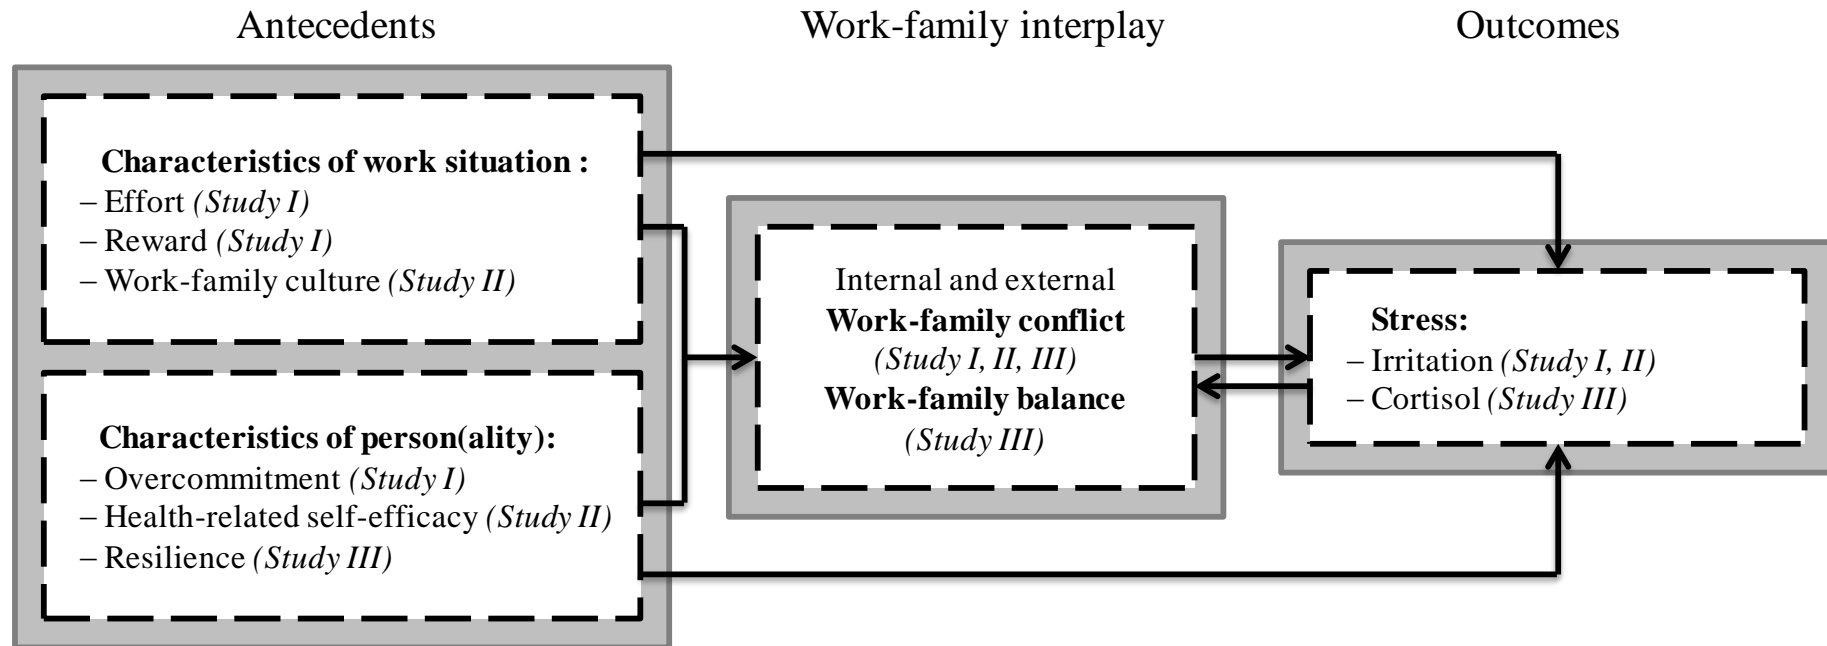 Antecedents
Work-family interplay
Outcomes
Characteristics of work situation :
– Effort (Study I)
– Reward (Study I)
– Work-family culture (Study II)
Characteristics of person(ality):
– Overcommitment (Study I)
– Health-related self-efficacy (Study II)
– Resilience (Study III)
Internal and external
Work-family conflict
(Study I, II, III)
Work-family balance
(Study III)
Stress:
– Irritation (Study I, II)
– Cortisol (Study III)